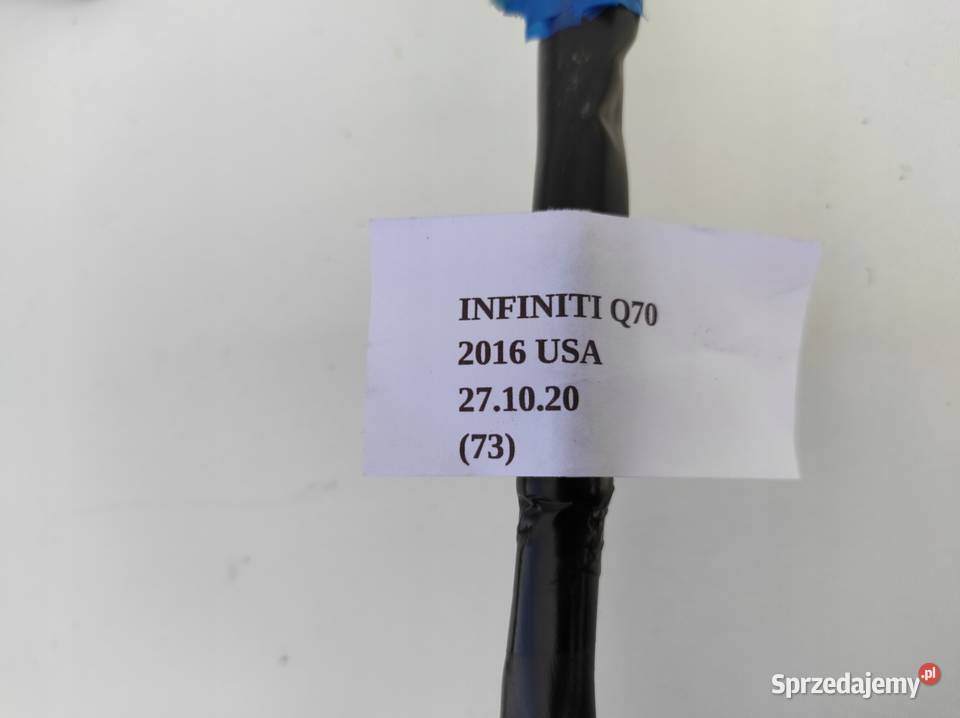 INFINITI Q70
2016 USA
27.10.20
(73)
Sprzedajemy.pl